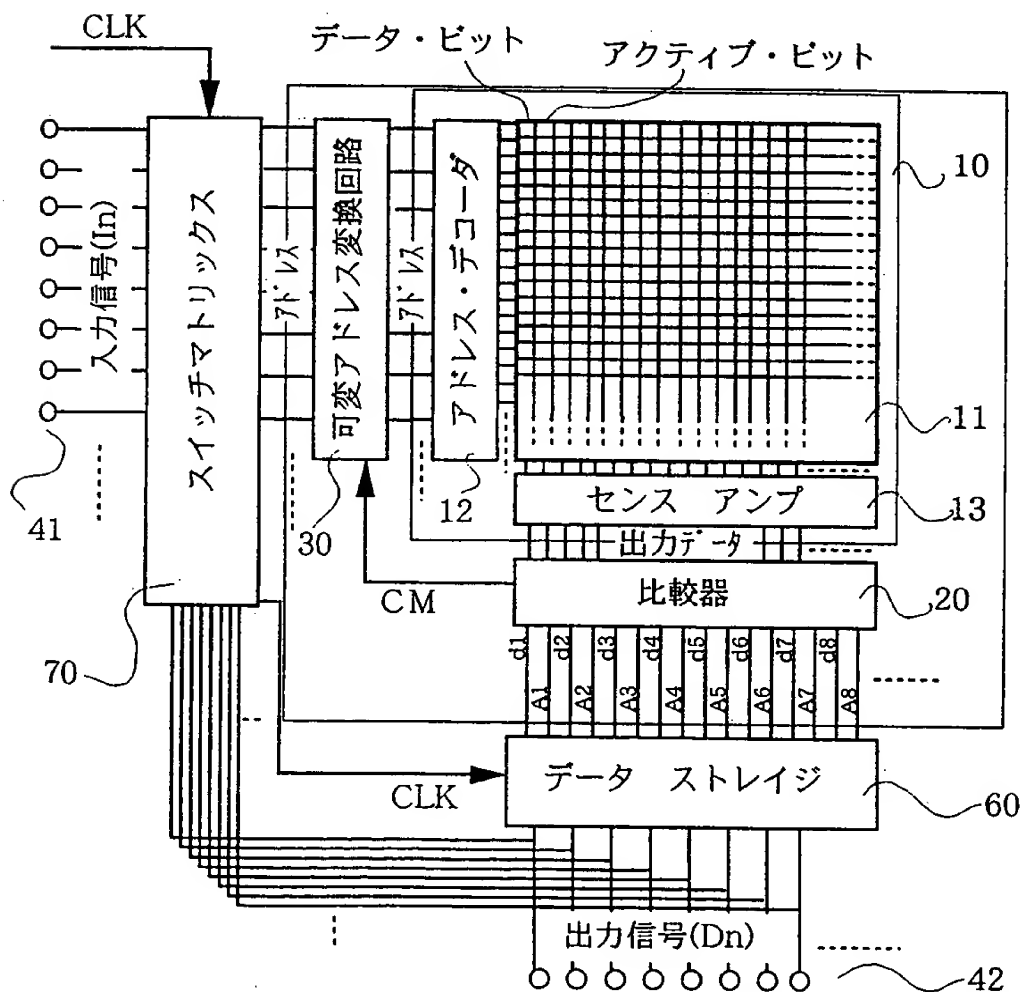 CLK
データ・ビット
アクティブ・ビット
10
入力信号(In)
スイッチマトリックス
アドレス
可変アドレス変換回路
アドレス
アドレス・デコーダ
11
41
30
12
センス アンプ
13
出力データ
CM
比較器
20
70
d1
A1
d2
A2
d3
A3
d4
A4
d5
A5
d6
A6
d7
A7
d8
A8
CLK
データ ストレイジ
60
出力信号(Dn)
42